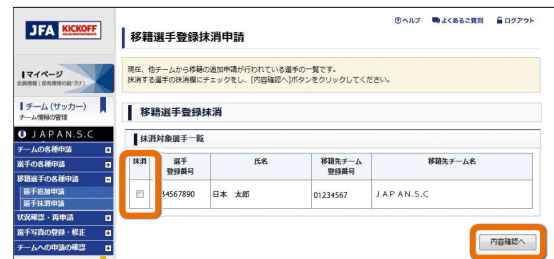 JFA KICKOFF
ヘルプ よくあるご質問 ログアウト
移籍選手登録抹消申請
マイページ
現在、他チームから移籍の追加申請が行われている選手の一覧です。
抹消する選手の抹消欄にチェックをし、[内容確認へ]ボタンをクリックしてください。
チーム (サッカー)
チーム情報の管理
JAPAN.S.C
チームの各種申請
選手の各種申請
移籍選手の各種申請
選手追加申請
選手抹消申請
状況確認・再申請
選手写真の登録・修正
チームへの申請の確認
移籍選手登録抹消
抹消対象選手一覧
抹消 選手登録番号 氏名 移籍先チーム登録番号 移籍先チーム名
34567890 日本 太郎 01234567 JAPAN.S.C
内容確認へ